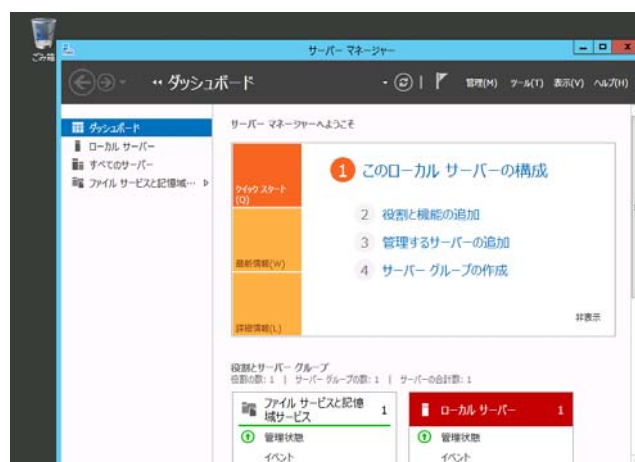 ごみ箱
サーバー マネージャー
ダッシュボード
管理(M) ツール(T) 表示(V) ヘルプ(H)
ダッシュボード
ローカル サーバー
すべてのサーバー
ファイル サービスと記憶域…
サーバー マネージャーへようこそ
クイック スタート(Q)
最新情報(W)
詳細情報(L)
1 このローカル サーバーの構成
2 役割と機能の追加
3 管理するサーバーの追加
4 サーバー グループの作成
非表示
役割とサーバー グループ
役割の数: 1 | サーバー グループの数: 1 | サーバーの合計数: 1
ファイル サービスと記憶
域サービス
1
管理状態
イベント
ローカル サーバー 1
管理状態
イベント